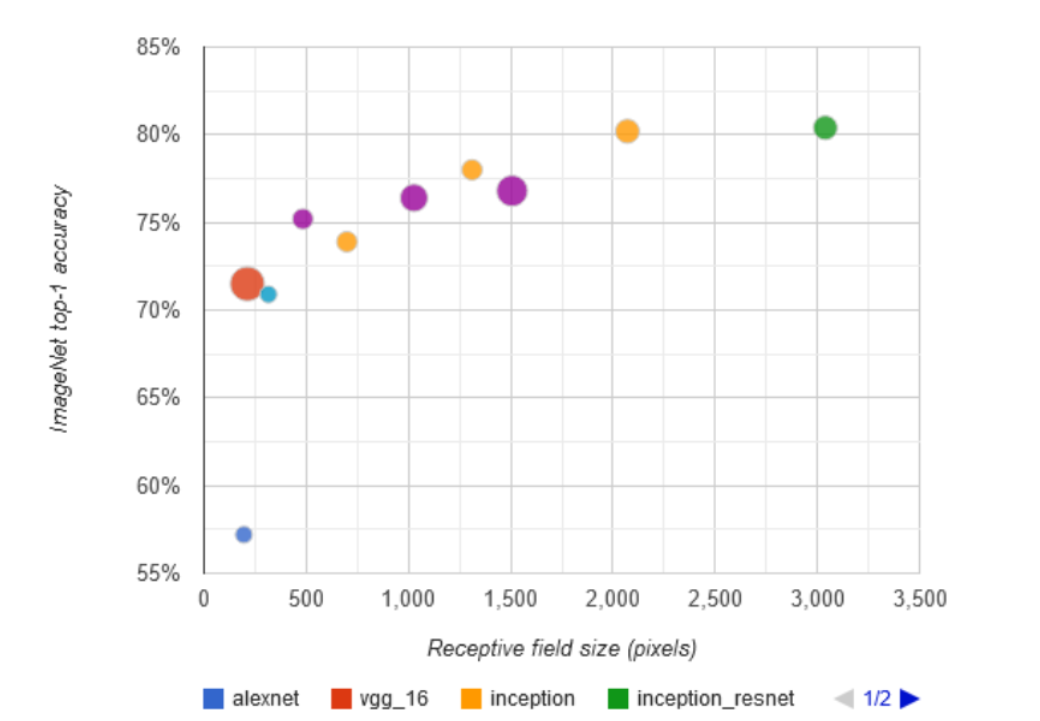 85%
80%
75%
70%
65%
60%
55%
ImageNet top-1 accuracy
0 500 1,000 1,500 2,000 2,500 3,000 3,500
Receptive field size (pixels)
alexnet vgg_16 inception inception_resnet 1/2